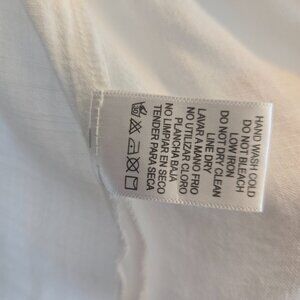 HAND WASH COLD
DO NOT BLEACH
LOW IRON
DO NOT DRY CLEAN
LINE DRY
LAVAR A MANO FRIO
NO UTILIZAR CLORO
PLANCHA BAJA
NO LIMPIAR EN SECO
TENDER PARA SECA